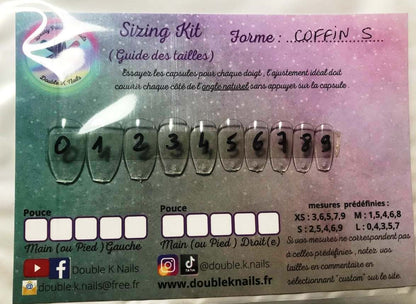 Double K Nails
Sizing Kit
(Guide des tailles)
Forme : COFFIN S
Essayez les capsules pour chaque doigt , l'ajustement idéal doit
couvrir chaque côté de l'ongle naturel sans appuyer sur la capsule
0 1 2 3 4 5 6 7 8 9
Pouce
Main (ou Pied ) Gauche
Pouce
Main (ou Pied ) Droit(e)
mesures prédéfinies :
XS : 3,6,5,7,9 M : 1,5,4,6,8
S : 2,5,4,6,9 L : 0,4,3,5,7
Si vos mesures ne correspondent pas
à celles prédéfinies , notez vos
tailles en commentaire en
sélectionnant "custom" sur le site.
Double K Nails
doublek.nails@free.fr
@double.k.nails
www.doubleknails.com